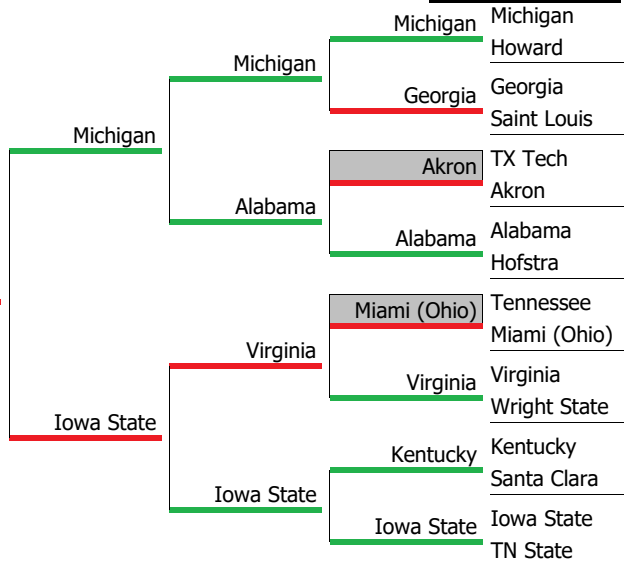 Michigan
Michigan
Howard
Michigan
Georgia
Georgia
Saint Louis
Michigan
Akron
TX Tech
Akron
Alabama
Alabama
Alabama
Hofstra
Miami (Ohio)
Tennessee
Miami (Ohio)
Virginia
Virginia
Virginia
Wright State
Iowa State
Kentucky
Kentucky
Santa Clara
Iowa State
Iowa State
Iowa State
TN State